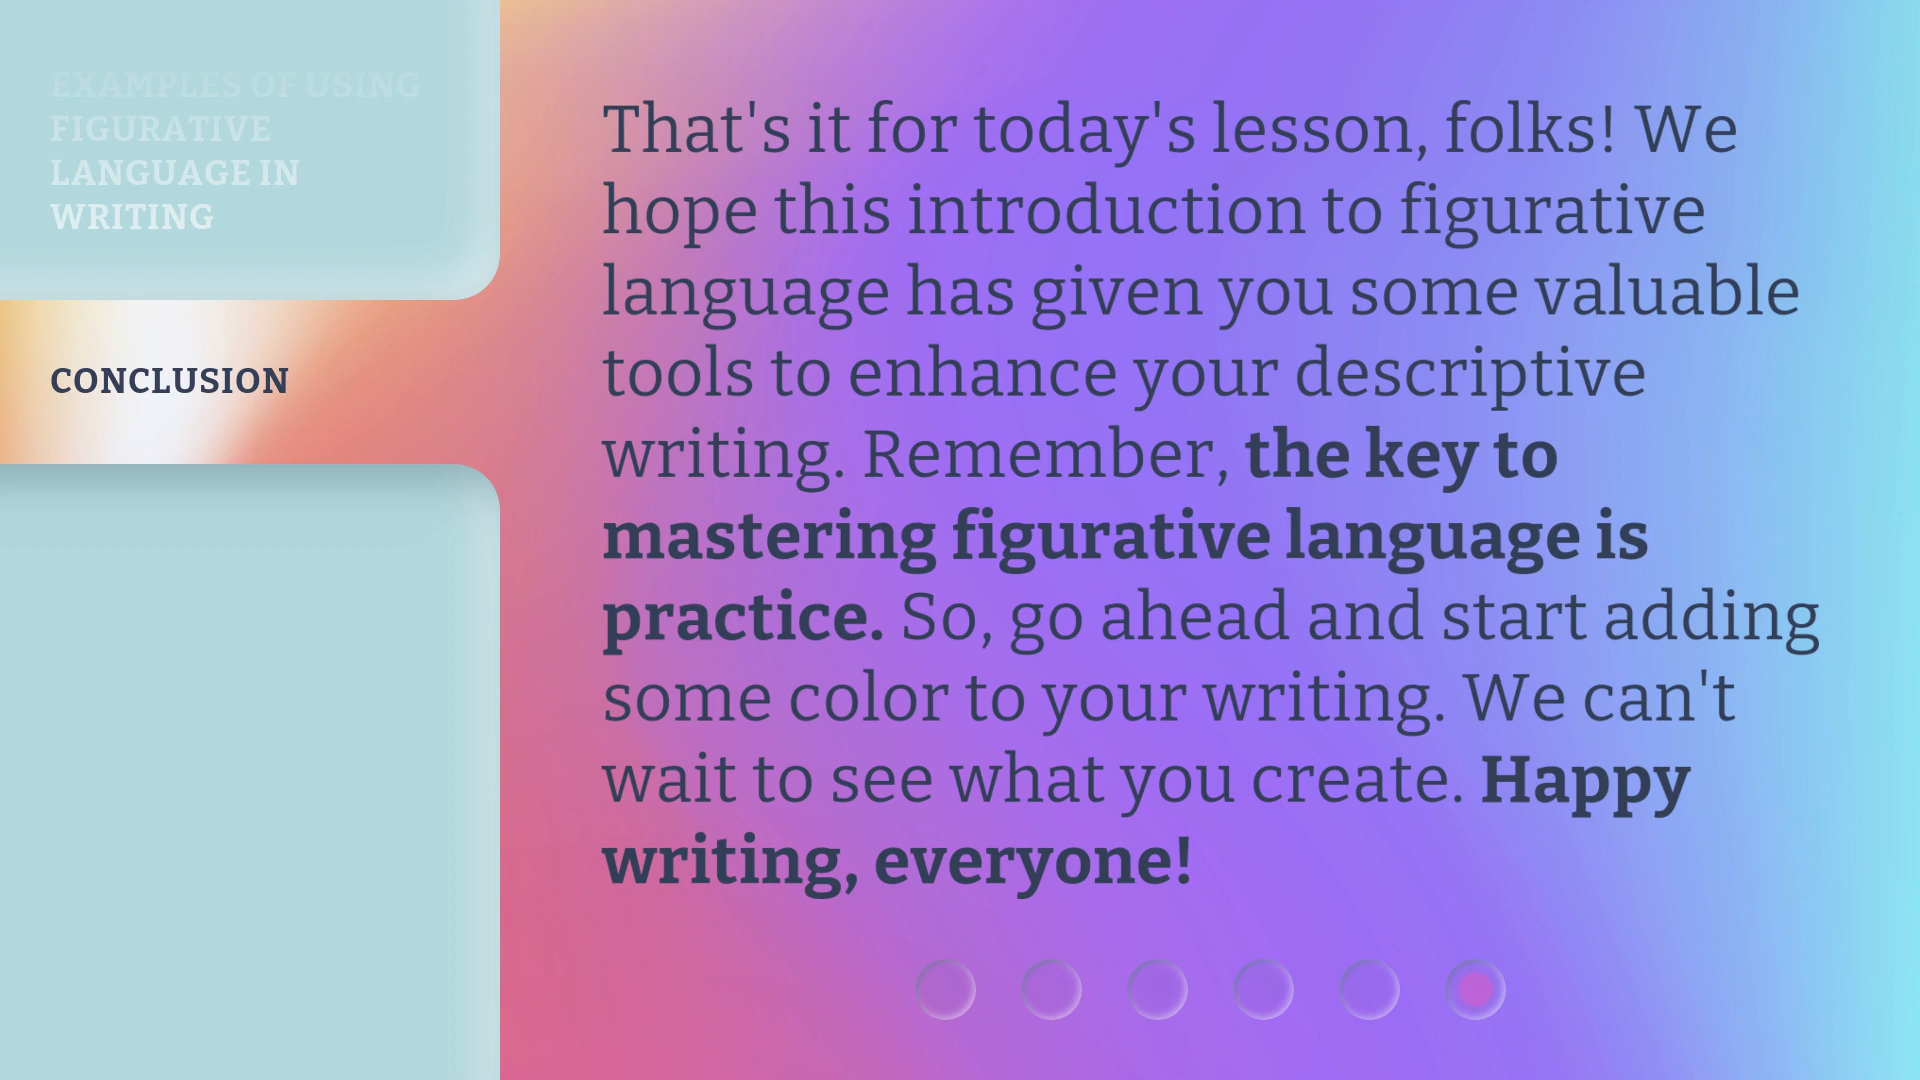 EXAMPLES OF USING
FIGURATIVE
LANGUAGE IN
WRITING
CONCLUSION
That's it for today's lesson, folks! We
hope this introduction to figurative
language has given you some valuable
tools to enhance your descriptive
writing. Remember, the key to
mastering figurative language is
practice. So, go ahead and start adding
some color to your writing. We can't
wait to see what you create. Happy
writing, everyone!